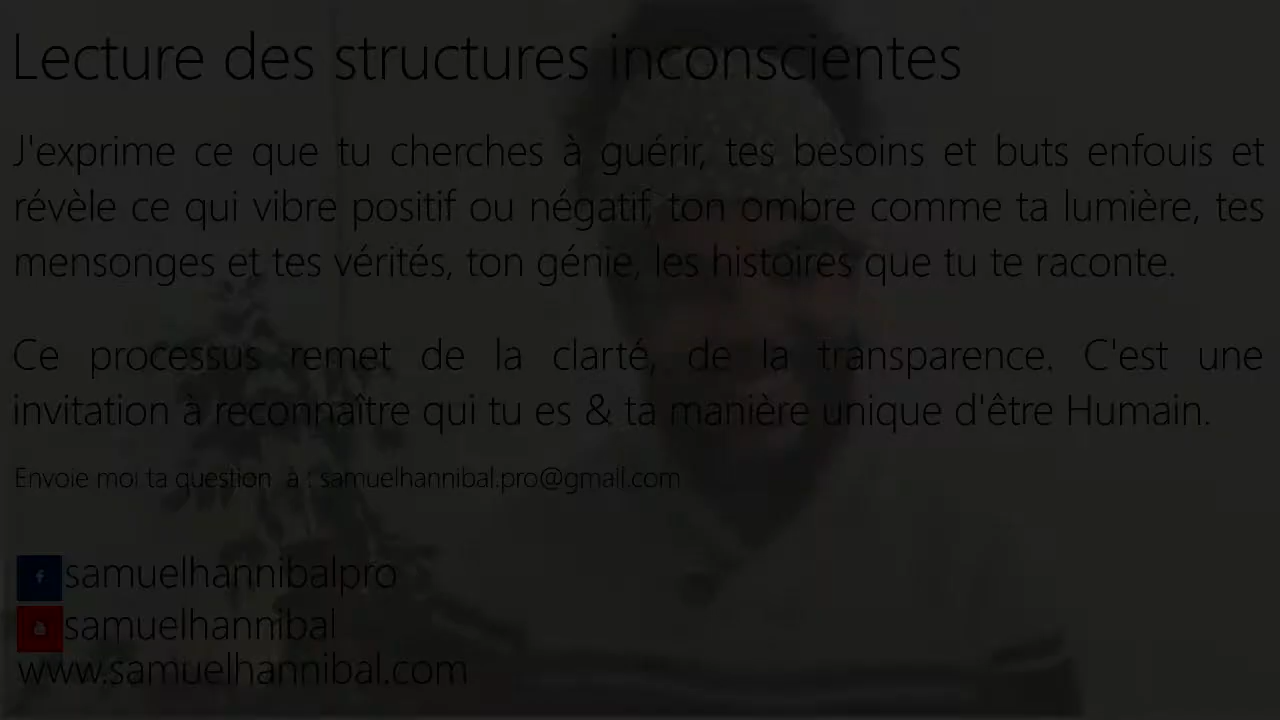 Lecture des structures inconscientes
J'exprime ce que tu cherches à guérir, tes besoins et buts enfouis et
révèle ce qui vibre positif ou négatif, ton ombre comme ta lumière, tes
mensonges et tes vérités, ton génie, les histoires que tu te raconte.
Ce processus remet de la clarté, de la transparence. C'est une
invitation à reconnaître qui tu es & ta manière unique d'être Humain.
Envoie moi ta question à : samuelhannibal.pro@gmail.com
samuelhannibalpro
samuelhannibal
www.samuelhannibal.com